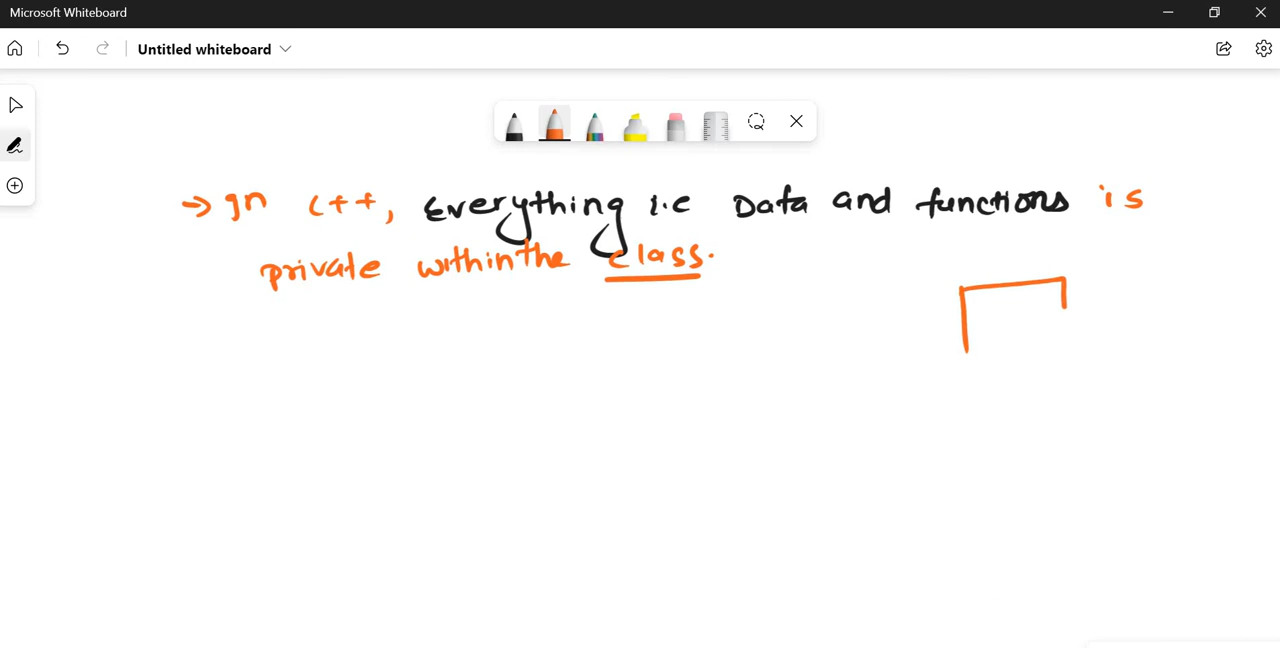 Microsoft Whiteboard
Untitled whiteboard
→ In C++, Everything i.e Data and functions is
private within the class.